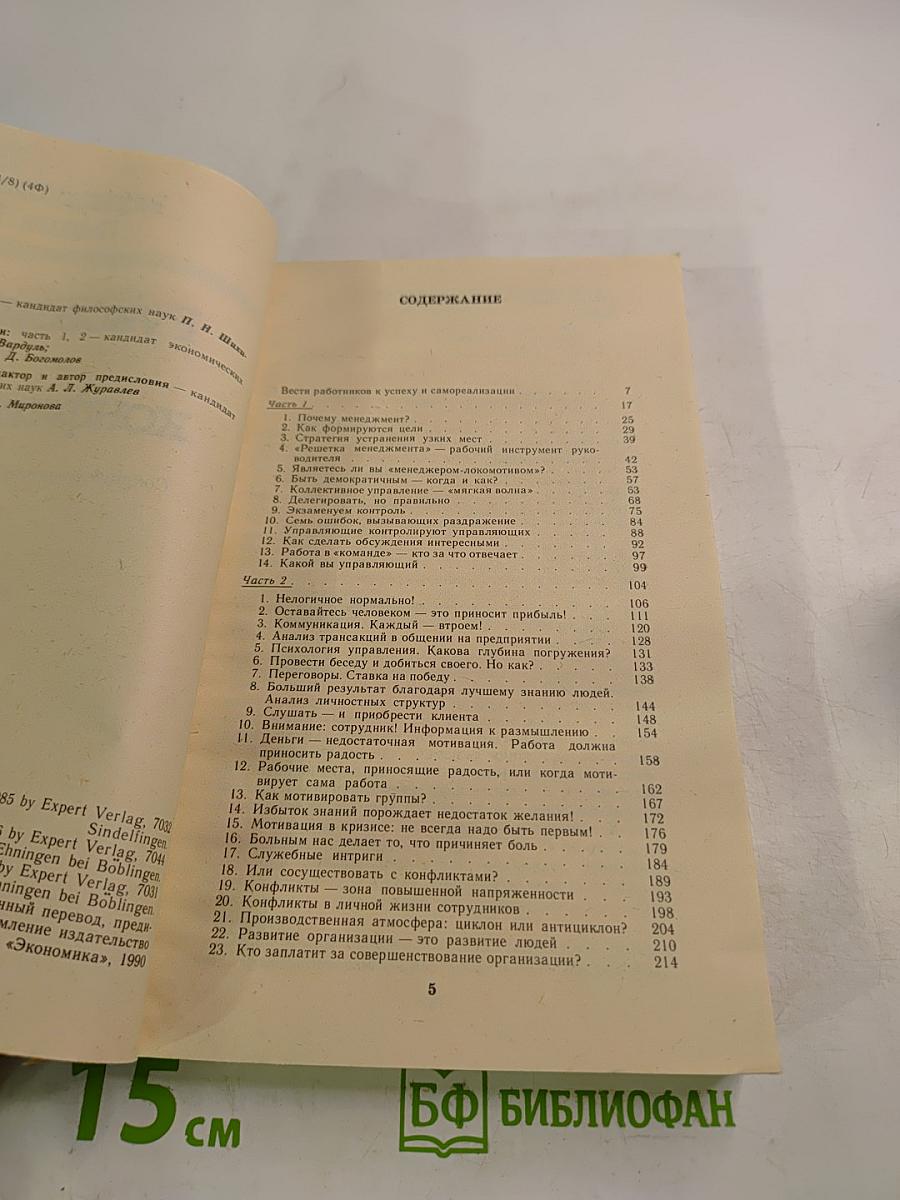 /8) (4Ф)
— кандидат философских наук П. Н. Шихи-
и: часть 1, 2 — кандидат экономических
Вардуль;
Д. Богомолов
актор и автор предисловия — кандидат
их наук А. Л. Журавлев
. Миронова
985 by Expert Verlag, 7032
Sindelfingen.
6 by Expert Verlag, 7044
Ehningen bei Böblingen.
by Expert Verlag, 7031
hningen bei Böblingen.
нный перевод, преди-
мление издательство
«Экономика», 1990
СОДЕРЖАНИЕ
Вести работников к успеху и самореализации . . . . . . . 7
Часть 1 . . . . . . . . . . . . . . . . 17
1. Почему менеджмент? . . . . . . . . . . . . 25
2. Как формируются цели . . . . . . . . . . . 29
3. Стратегия устранения узких мест . . . . . . . . 39
4. «Решетка менеджмента» — рабочий инструмент руко-
водителя . . . . . . . . . . . . . . 42
5. Являетесь ли вы «менеджером-локомотивом»? . . . . 53
6. Быть демократичным — когда и как? . . . . . . . 57
7. Коллективное управление — «мягкая волна» . . . . . 63
8. Делегировать, но правильно . . . . . . . . . 68
9. Экзаменуем контроль . . . . . . . . . . . 75
10. Семь ошибок, вызывающих раздражение . . . . . . 84
11. Управляющие контролируют управляющих . . . . . 88
12. Как сделать обсуждения интересными . . . . . . . 92
13. Работа в «команде» — кто за что отвечает . . . . . . 97
14. Какой вы управляющий . . . . . . . . . . . 99
Часть 2 . . . . . . . . . . . . . . . . 104
1. Нелогичное нормально! . . . . . . . . . . . 106
2. Оставайтесь человеком — это приносит прибыль! . . . 111
3. Коммуникация. Каждый — втроем! . . . . . . . . 120
4. Анализ трансакций в общении на предприятии . . . . 128
5. Психология управления. Какова глубина погружения? 131
6. Провести беседу и добиться своего. Но как? . . . . . 133
7. Переговоры. Ставка на победу . . . . . . . . . 138
8. Больший результат благодаря лучшему знанию людей.
Анализ личностных структур . . . . . . . . . 144
9. Слушать — и приобрести клиента . . . . . . . . 148
10. Внимание: сотрудник! Информация к размышлению . . 154
11. Деньги — недостаточная мотивация. Работа должна
приносить радость . . . . . . . . . . . . 158
12. Рабочие места, приносящие радость, или когда моти-
вирует сама работа . . . . . . . . . . . . 162
13. Как мотивировать группы? . . . . . . . . . . 167
14. Избыток знаний порождает недостаток желания! . . . 172
15. Мотивация в кризисе: не всегда надо быть первым! . . 176
16. Больным нас делает то, что причиняет боль . . . . . 179
17. Служебные интриги . . . . . . . . . . . . 184
18. Или сосуществовать с конфликтами? . . . . . . . 189
19. Конфликты — зона повышенной напряженности . . . . 193
20. Конфликты в личной жизни сотрудников . . . . . . 198
21. Производственная атмосфера: циклон или антициклон? 204
22. Развитие организации — это развитие людей . . . . 210
23. Кто заплатит за совершенствование организации? . . . 214
5
15 см
БФ БИБЛИОФАН